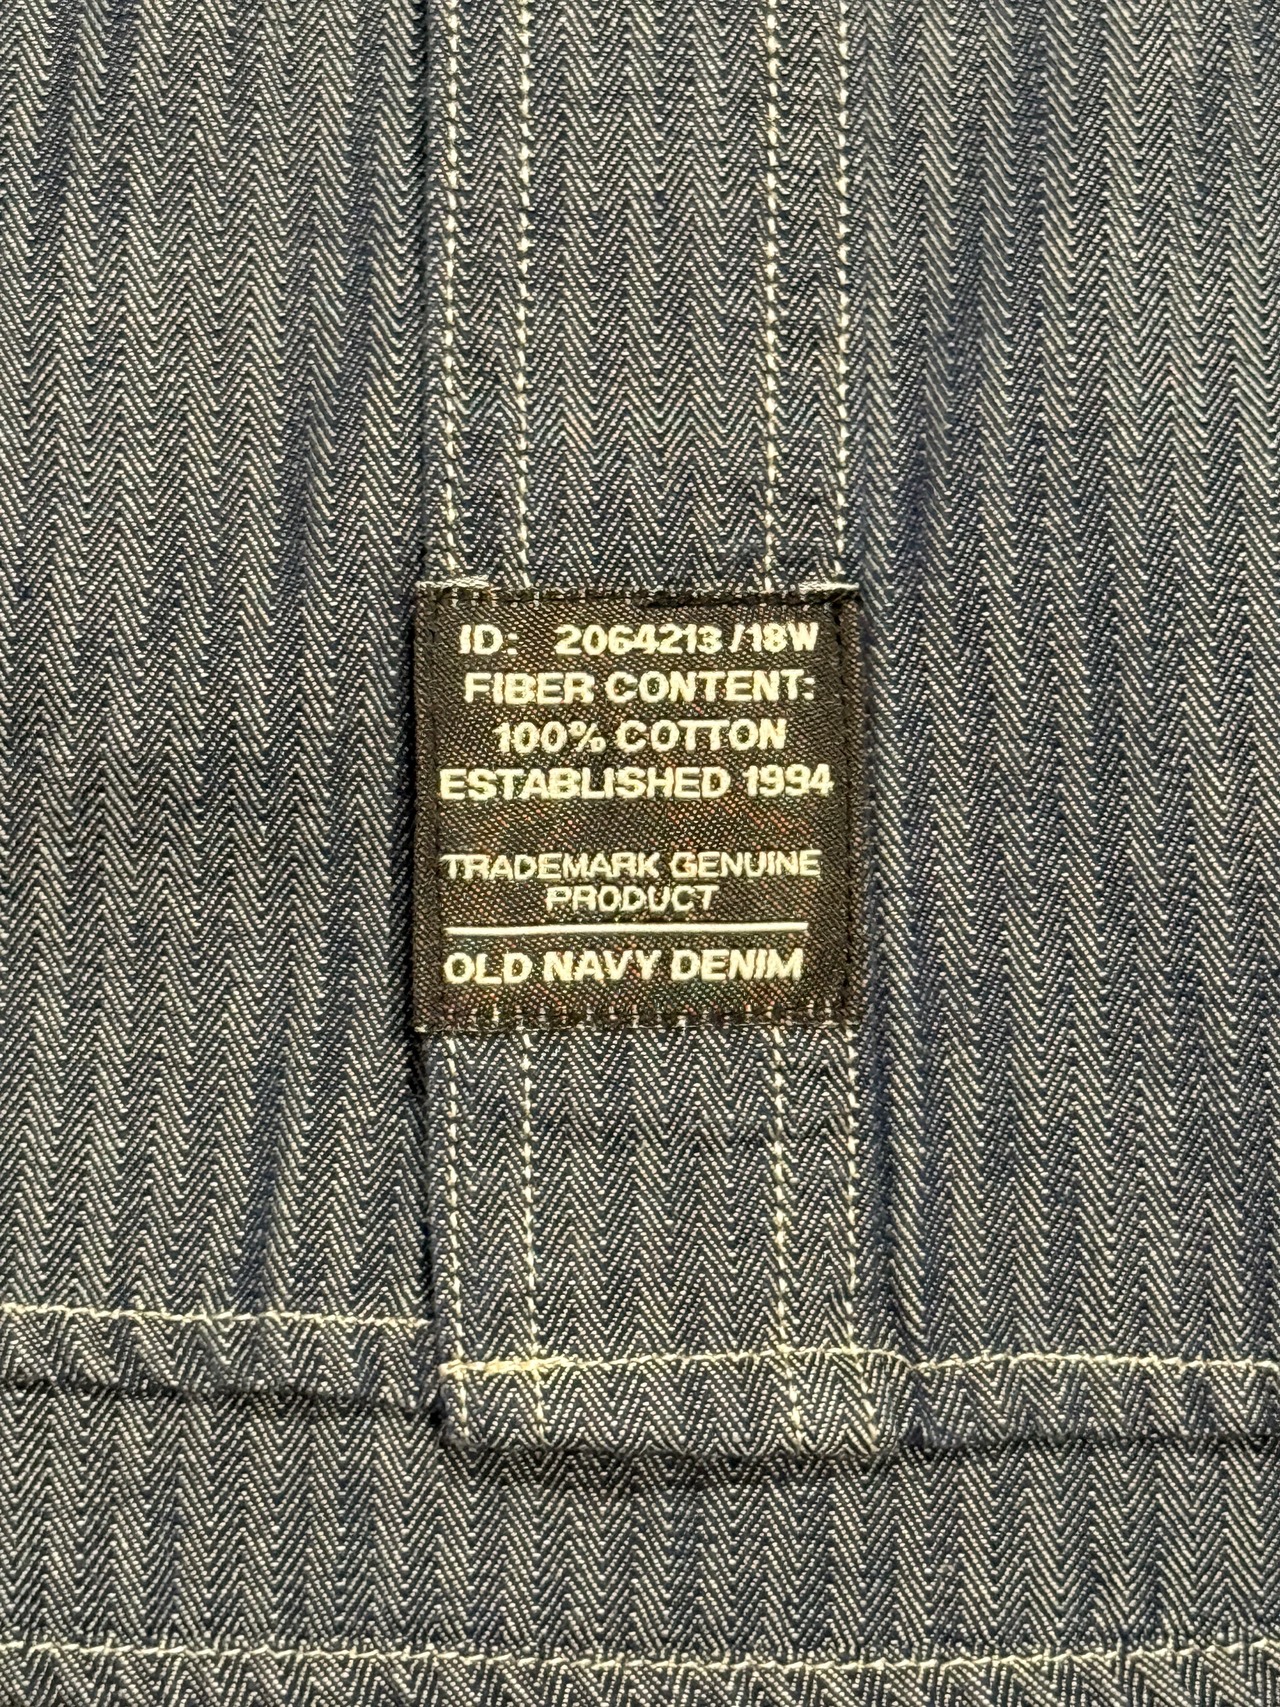 ID: 2064213 /18W
FIBER CONTENT:
100% COTTON
ESTABLISHED 1994
TRADEMARK GENUINE
PRODUCT
OLD NAVY DENIM